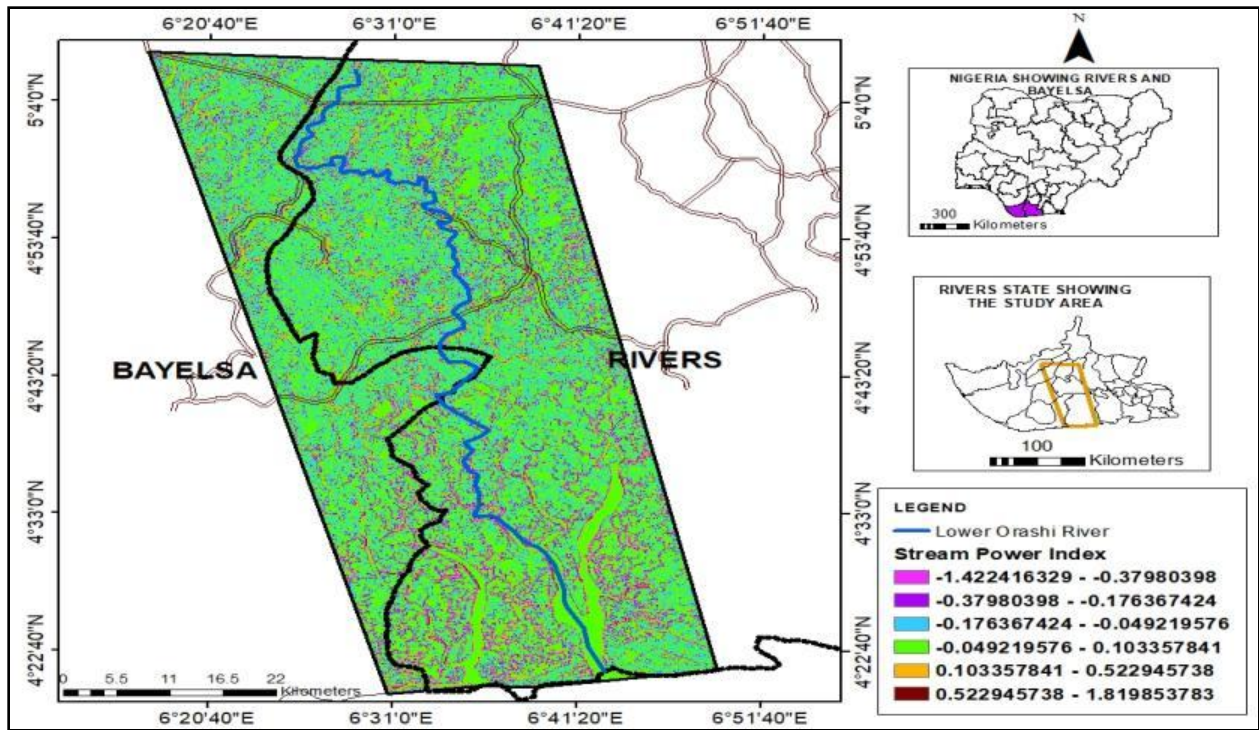 6°20'40"E 6°31'0"E 6°41'20"E 6°51'40"E
N
NIGERIA SHOWING RIVERS AND
BAYELSA
300
Kilometers
5°4'0"N 5°4'0"N
4°53'40"N 4°53'40"N
RIVERS STATE SHOWING
THE STUDY AREA
100
Kilometers
BAYELSA
RIVERS
4°43'20"N 4°43'20"N
4°33'0"N 4°33'0"N
4°22'40"N 4°22'40"N
0 5.5 11 16.5 22
Kilometers
6°20'40"E 6°31'0"E 6°41'20"E 6°51'40"E
LEGEND
Lower Orashi River
Stream Power Index
-1.422416329 - -0.37980398
-0.37980398 - -0.176367424
-0.176367424 - -0.049219576
-0.049219576 - 0.103357841
0.103357841 - 0.522945738
0.522945738 - 1.819853783